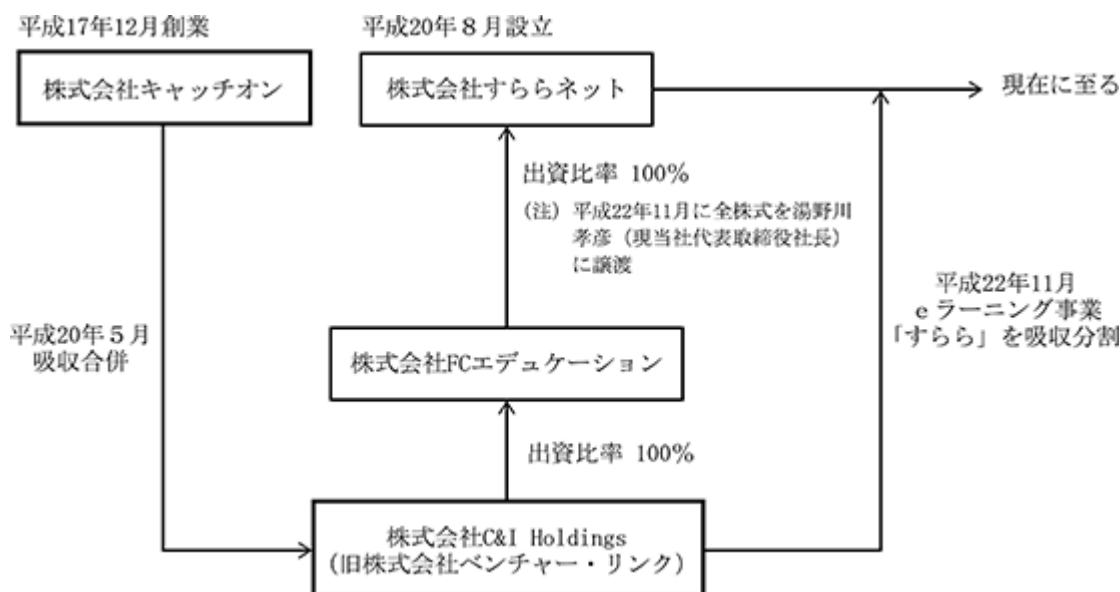 平成17年12月創業
平成20年8月設立
株式会社キャッチオン
株式会社すららネット
現在に至る
出資比率 100%
(注) 平成22年11月に全株式を湯野川
孝彦(現当社代表取締役社長)
に譲渡
平成22年11月
eラーニング事業
「すらら」を吸収分割
平成20年5月
吸収合併
株式会社FCエデュケーション
出資比率 100%
株式会社C&I Holdings
(旧株式会社ベンチャー・リンク)